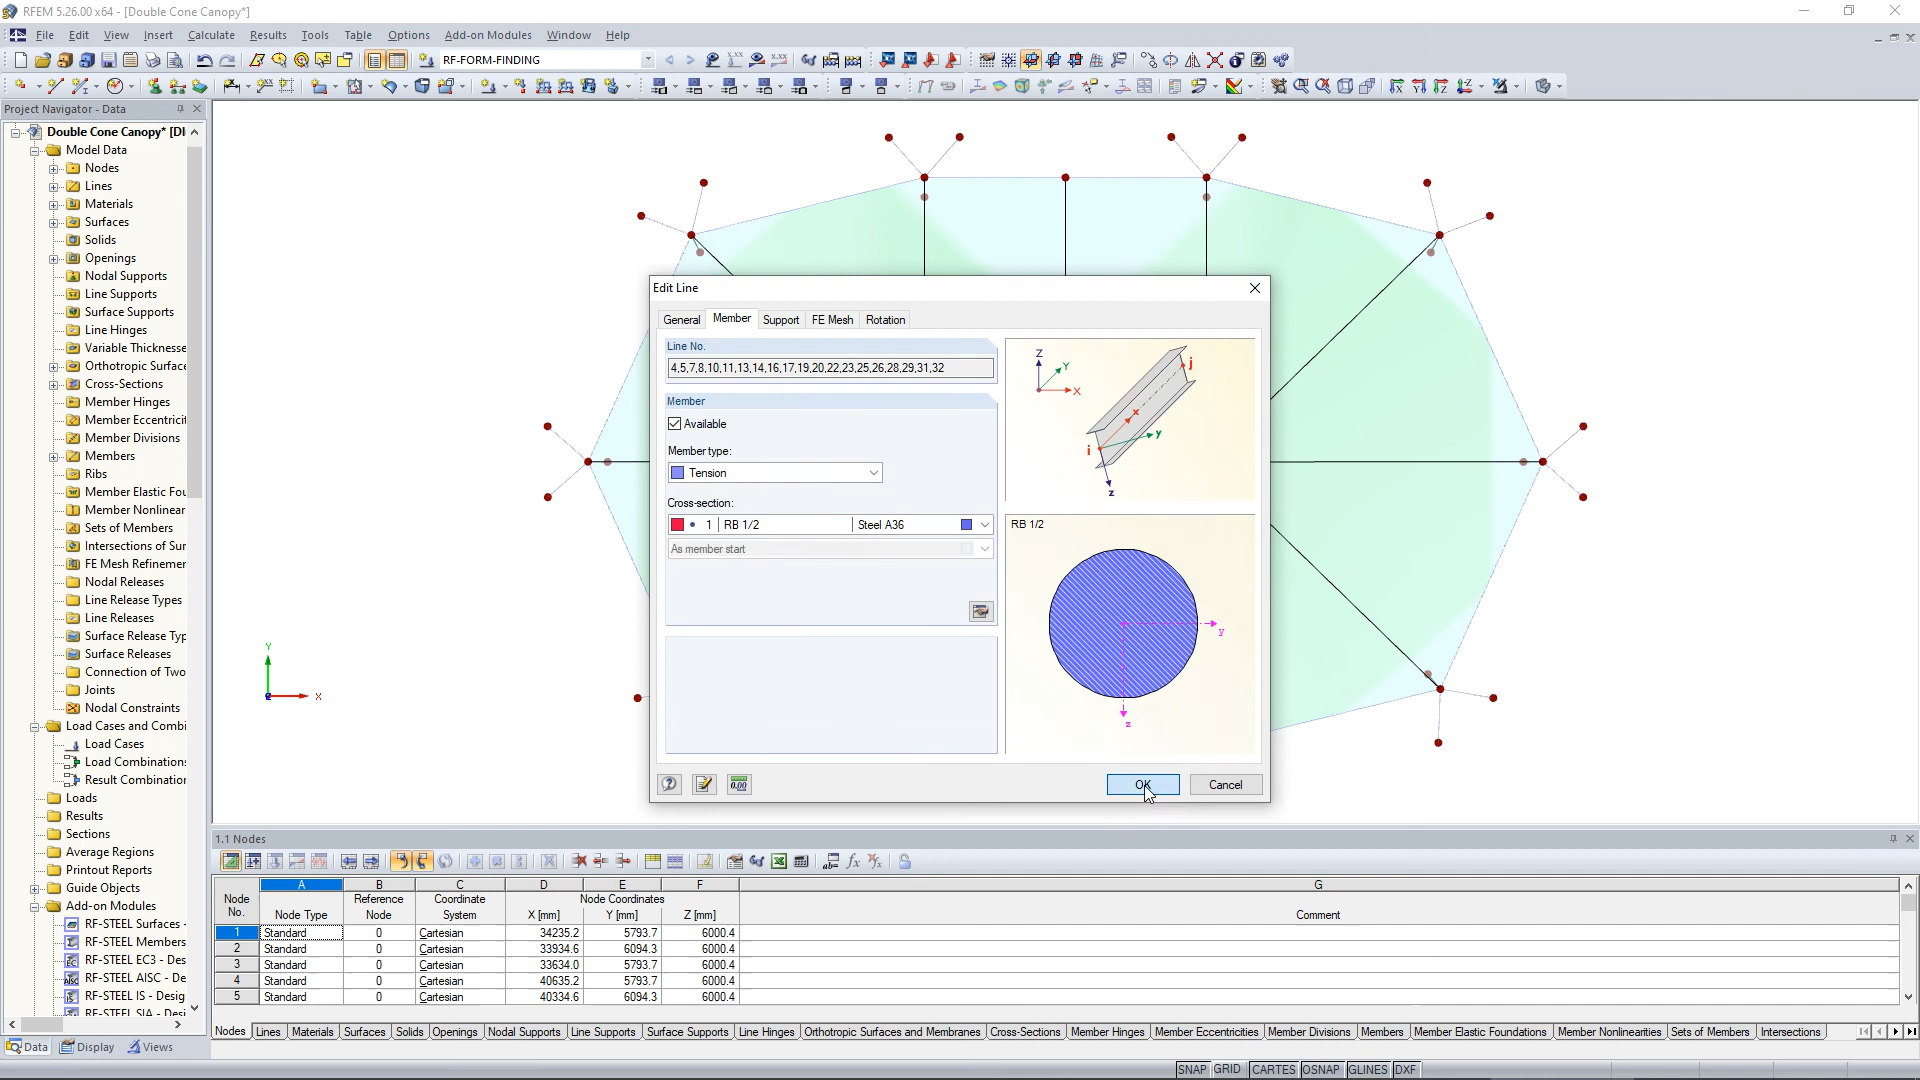 RFEM 5.26.00 x64 - [Double Cone Canopy*]
File Edit View Insert Calculate Results Tools Table Options Add-on Modules Window Help
RF-FORM-FINDING
Project Navigator - Data
Double Cone Canopy* [Dl
Model Data
Nodes
Lines
Materials
Surfaces
Solids
Openings
Nodal Supports
Line Supports
Surface Supports
Line Hinges
Variable Thicknesse
Orthotropic Surface
Cross-Sections
Member Hinges
Member Eccentricit
Member Divisions
Members
Ribs
Member Elastic Fou
Member Nonlinear
Sets of Members
Intersections of Sur
FE Mesh Refinemer
Nodal Releases
Line Release Types
Line Releases
Surface Release Typ
Surface Releases
Connection of Two
Joints
Nodal Constraints
Load Cases and Combi
Load Cases
Load Combinations
Result Combination
Loads
Results
Sections
Average Regions
Printout Reports
Guide Objects
Add-on Modules
RF-STEEL Surfaces -
RF-STEEL Members
RF-STEEL EC3 - Des
RF-STEEL AISC - De
RF-STEEL IS - Desig
RF-STEEL SIA - Desi
Data Display Views
Y
X
Z
Edit Line
General Member Support FE Mesh Rotation
Line No.
4,5,7,8,10,11,13,14,16,17,19,20,22,23,25,26,28,29,31,32
Member
Available
Member type:
Tension
Cross-section:
1 RB 1/2 Steel A36
As member start
Z
Y
X
j
x
y
i
z
RB 1/2
y
z
OK Cancel
1.1 Nodes
A B C D E F G
Node Reference Coordinate Node Coordinates
No. Node Type Node System X [mm] Y [mm] Z [mm] Comment
1 Standard 0 Cartesian 34235.2 5793.7 6000.4
2 Standard 0 Cartesian 33934.6 6094.3 6000.4
3 Standard 0 Cartesian 33634.0 5793.7 6000.4
4 Standard 0 Cartesian 40635.2 5793.7 6000.4
5 Standard 0 Cartesian 40334.6 6094.3 6000.4
Nodes Lines Materials Surfaces Solids Openings Nodal Supports Line Supports Surface Supports Line Hinges Orthotropic Surfaces and Membranes Cross-Sections Member Hinges Member Eccentricities Member Divisions Members Member Elastic Foundations Member Nonlinearities Sets of Members Intersections
SNAP GRID CARTES OSNAP GLINES DXF